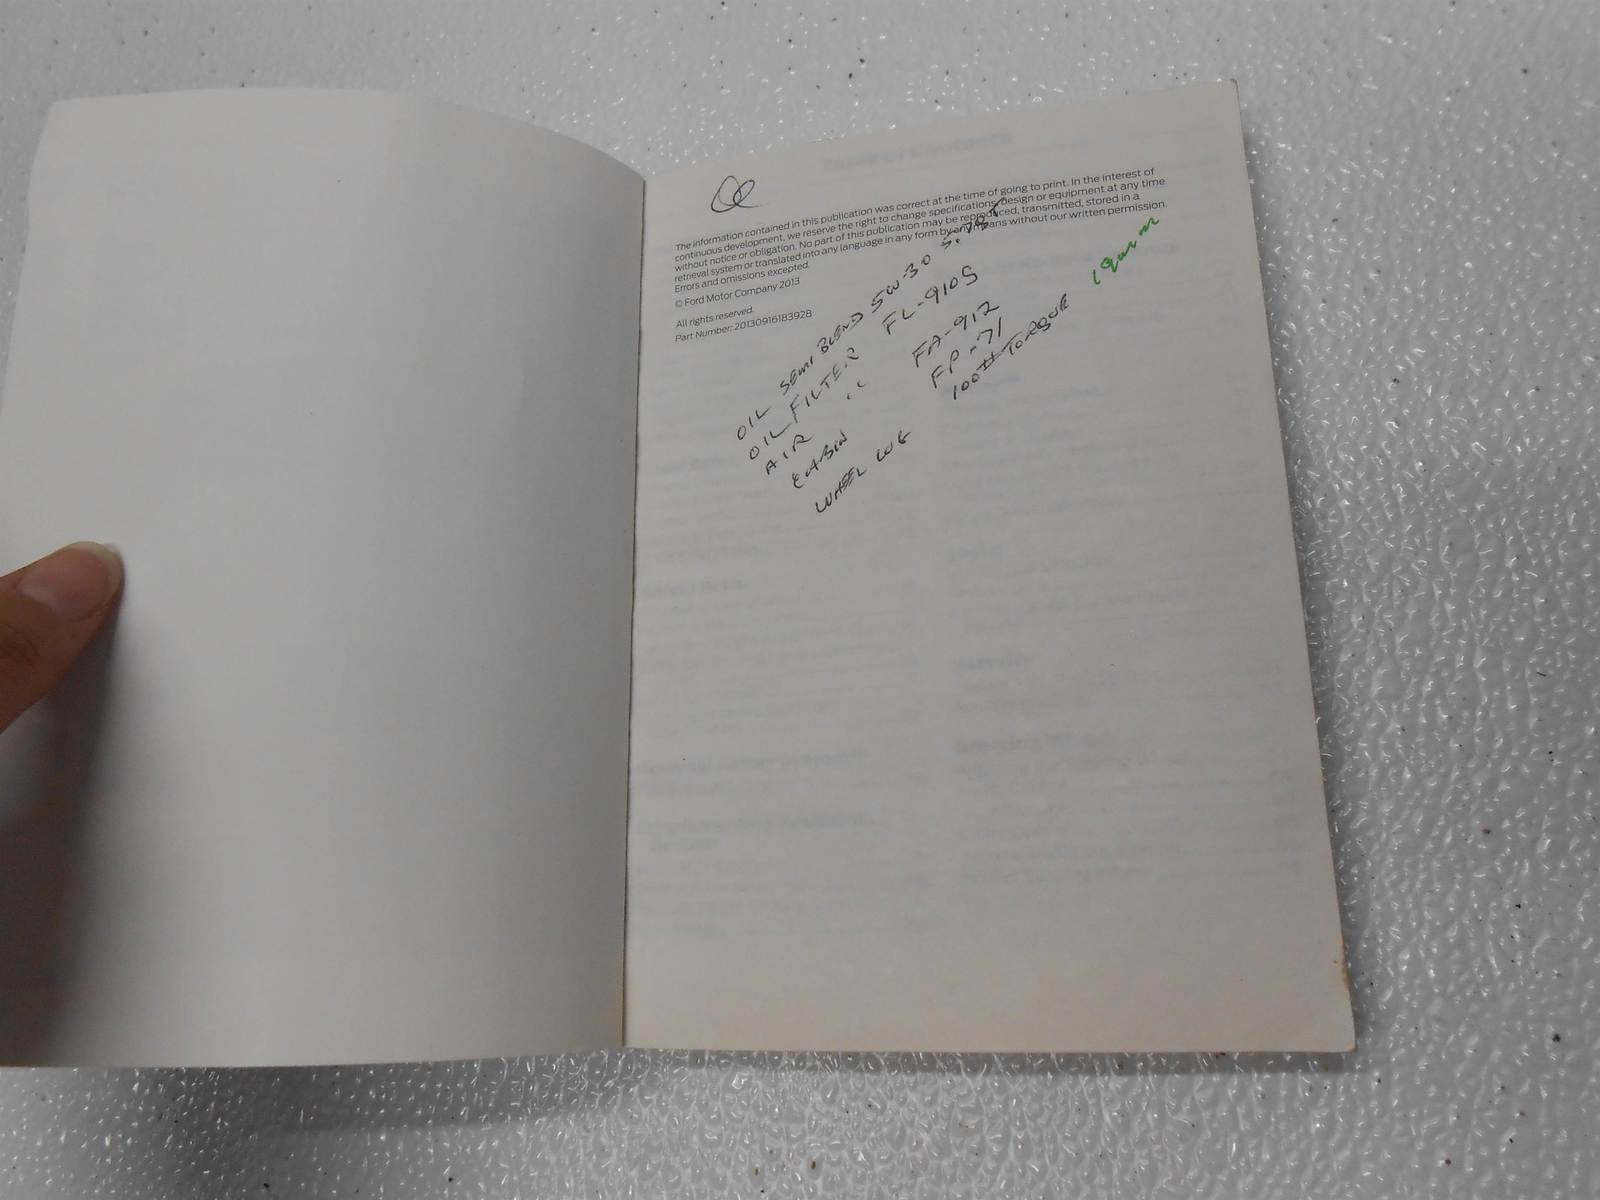 The information contained in this publication was correct at the time of going to print. In the interest of
continuous development, we reserve the right to change specifications, design or equipment at any time
without notice or obligation. No part of this publication may be reproduced, transmitted, stored in a
retrieval system or translated into any language in any form by any means without our written permission.
Errors and omissions excepted.
© Ford Motor Company 2013
All rights reserved.
Part Number: 20130916183928
OIL SEMI BLEND 5W-30 5.7
OIL FILTER FL-910S
AIR " FA-912
CABIN FP-71
WHEEL LUG 100# TORQUE